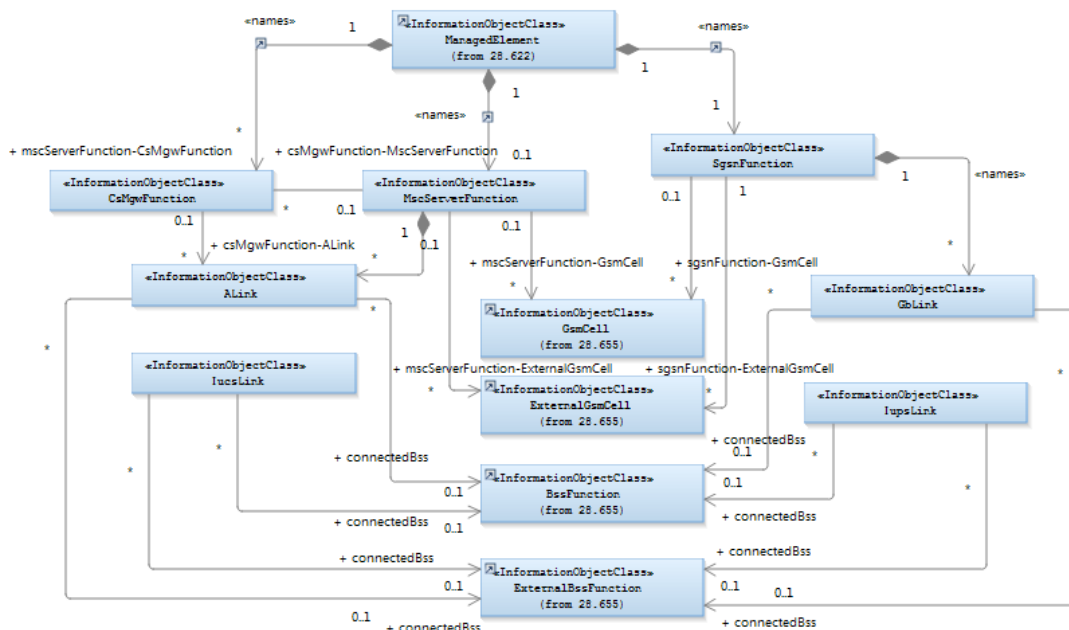 «names»
1
«InformationObjectClass»
ManagedElement
(from 28.622)
«names»
1
1
«names»
1
*
0..1
+ mscServerFunction-CsMgwFunction
+ csMgwFunction-MscServerFunction
«InformationObjectClass»
SgsnFunction
1
«names»
«InformationObjectClass»
CsMgwFunction
«InformationObjectClass»
MscServerFunction
0..1
1
0..1
*
0..1
1
0..1
0..1
*
+ csMgwFunction-ALink
*
*
+ mscServerFunction-GsmCell
+ sgsnFunction-GsmCell
«InformationObjectClass»
ALink
*
*
*
«InformationObjectClass»
GbLink
*
*
«InformationObjectClass»
GsmCell
(from 28.655)
*
«InformationObjectClass»
IucsLink
+ mscServerFunction-ExternalGsmCell
+ sgsnFunction-ExternalGsmCell
*
*
*
«InformationObjectClass»
ExternalGsmCell
(from 28.655)
«InformationObjectClass»
IupsLink
*
+ connectedBss
+ connectedBss
0..1
*
*
«InformationObjectClass»
BssFunction
(from 28.655)
0..1
0..1
*
+ connectedBss
0..1
+ connectedBss
+ connectedBss
+ connectedBss
«InformationObjectClass»
ExternalBssFunction
(from 28.655)
0..1
0..1
0..1
0..1
+ connectedBss
+ connectedBss